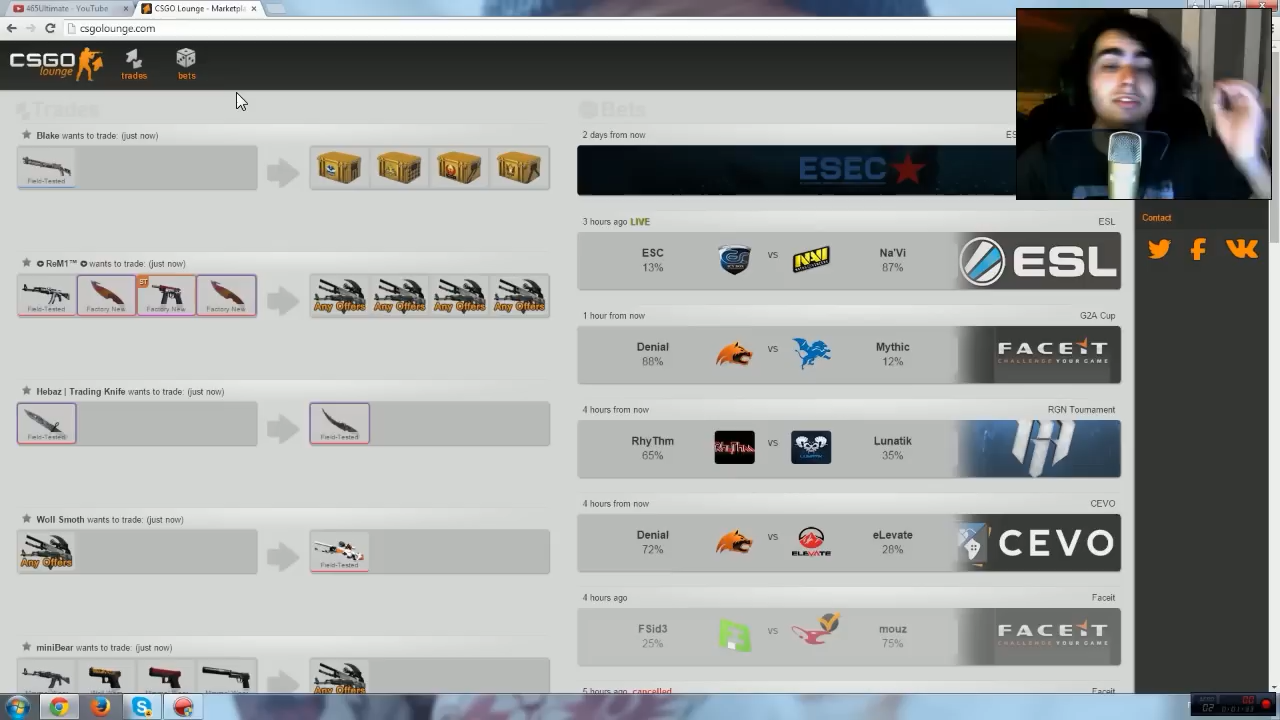 465Ultimate - YouTube
CSGO Lounge - Marketpla
csgolounge.com
CSGO
lounge
trades
bets
Trades
Bets
Blake wants to trade: (just now)
Field-Tested
ReM1™ wants to trade: (just now)
Field-Tested
Factory New
ST
Factory New
Factory New
Any Offers
Any Offers
Any Offers
Any Offers
Hebaz | Trading Knife wants to trade: (just now)
Field-Tested
Field-Tested
Woll Smoth wants to trade: (just now)
Any Offers
Field-Tested
miniBear wants to trade: (just now)
Any Offers
2 days from now
ESEC
3 hours ago LIVE
ESL
ESC
13%
vs
Na'Vi
87%
ESL
1 hour from now
G2A Cup
Denial
88%
vs
Mythic
12%
FACEIT
CHALLENGE YOUR GAME
4 hours from now
RGN Tournament
RhyThm
65%
vs
Lunatik
35%
4 hours from now
CEVO
Denial
72%
vs
ELEVATE
eLevate
28%
CEVO
4 hours ago
Faceit
FSid3
25%
vs
mouz
75%
FACEIT
CHALLENGE YOUR GAME
5 hours ago cancelled
Faceit
Contact